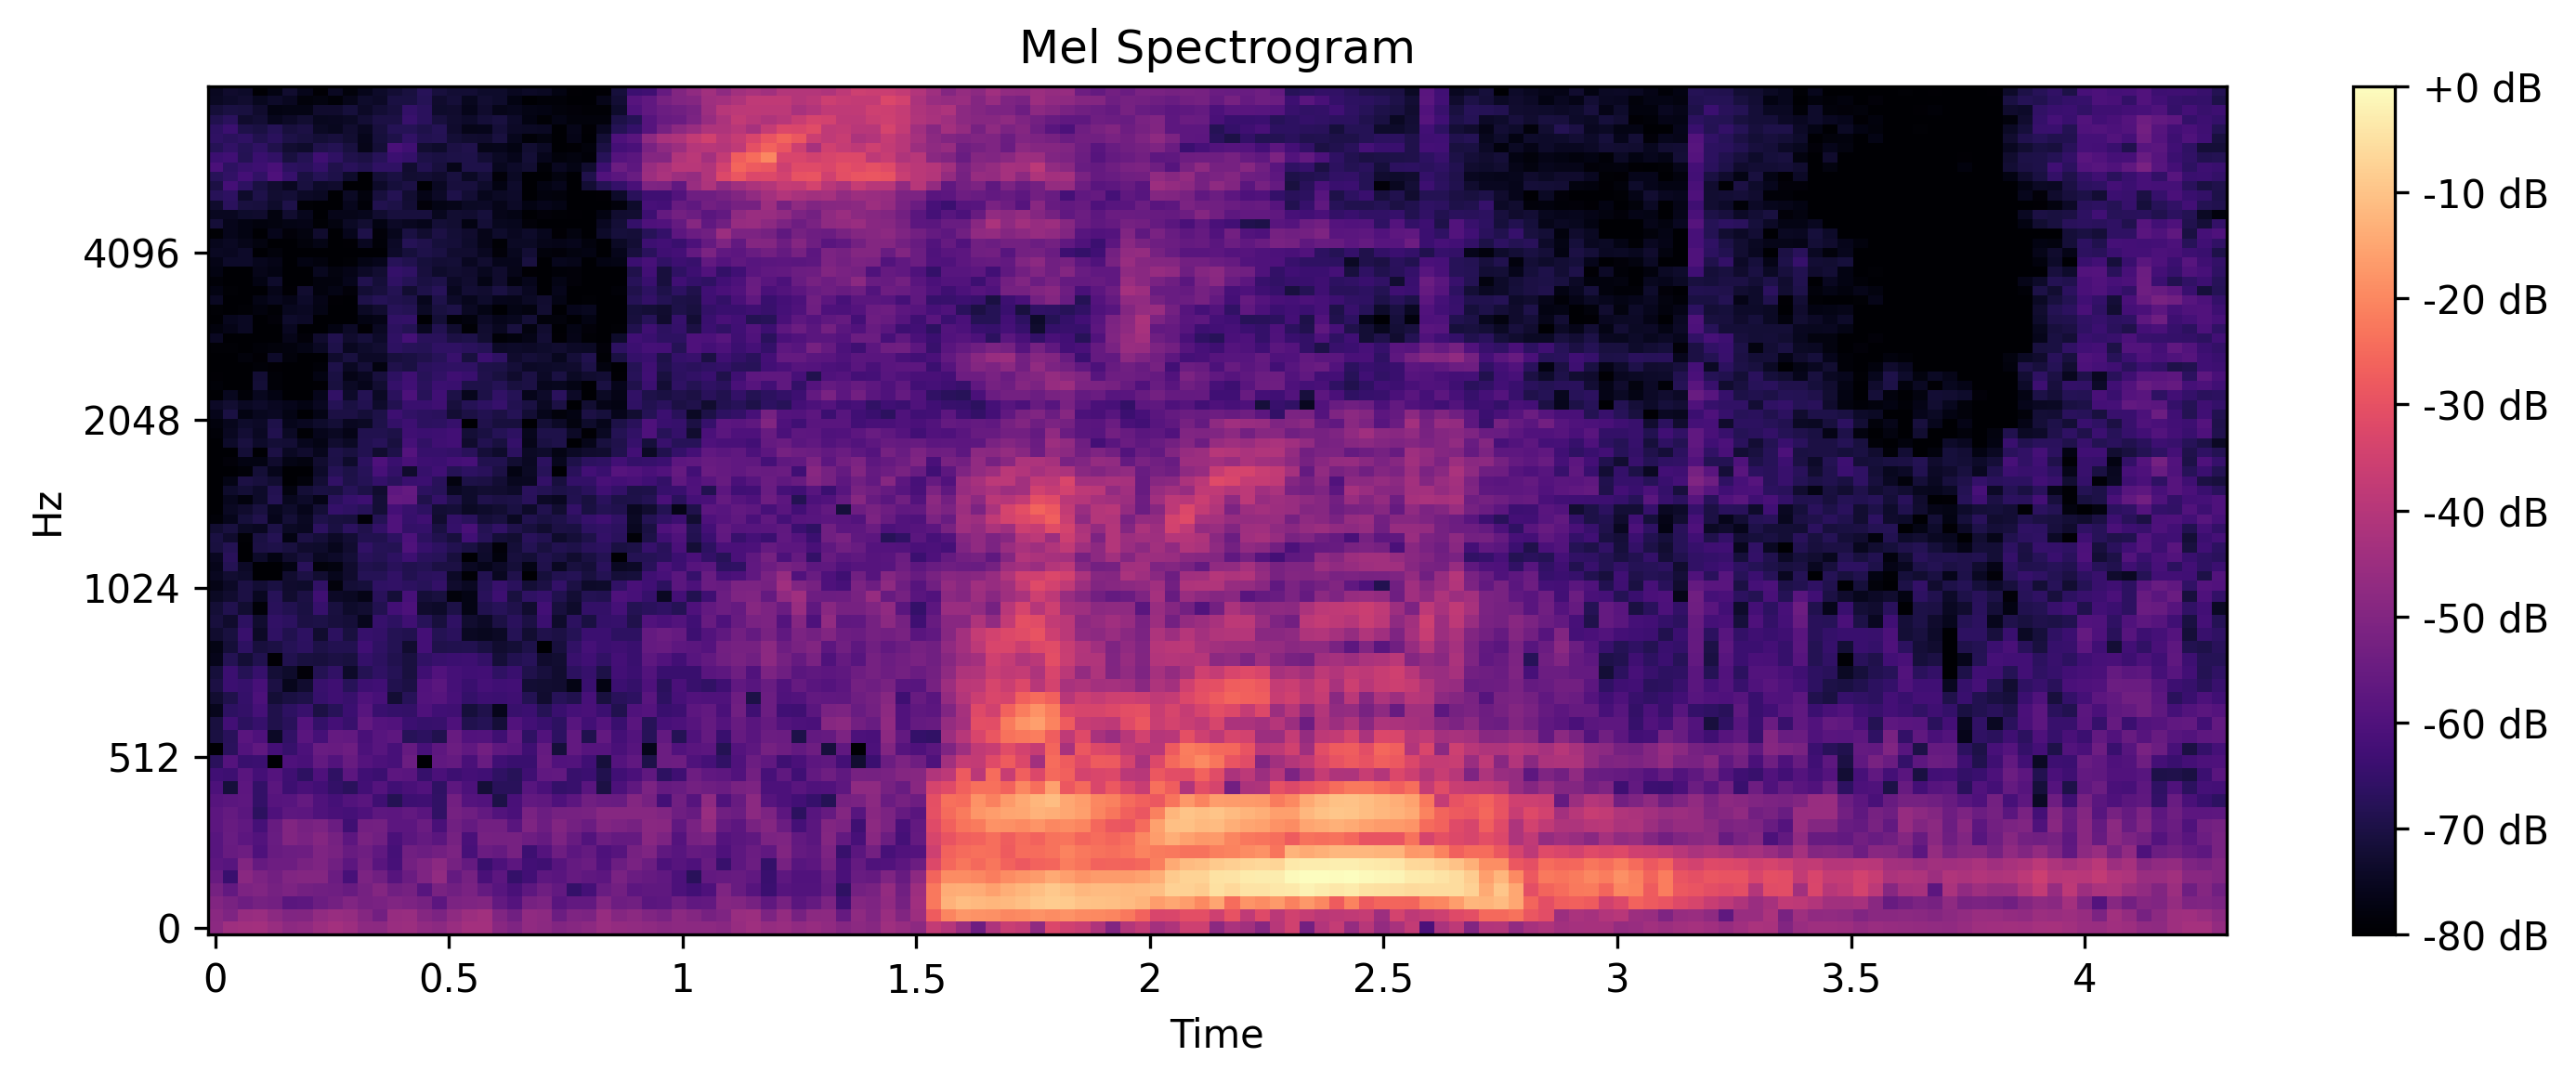 Mel Spectrogram
Hz
4096
2048
1024
512
0
0 0.5 1 1.5 2 2.5 3 3.5 4
Time
+0 dB
-10 dB
-20 dB
-30 dB
-40 dB
-50 dB
-60 dB
-70 dB
-80 dB